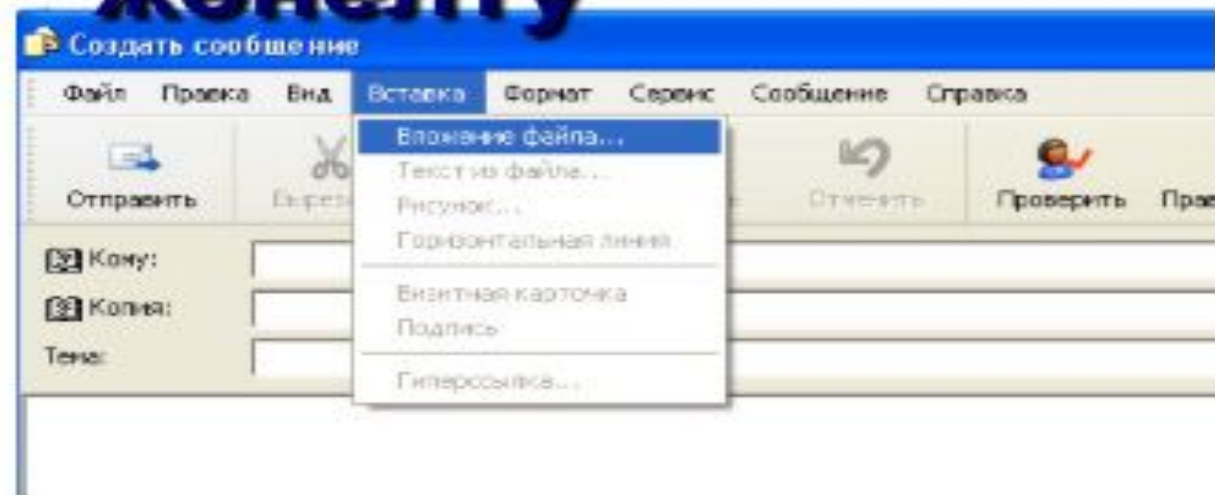 жөнелту
Создать сообщение
Файл Правка Вид Вставка Формат Сервис Сообщение Справка
Отправить Отменить Проверить
Вложение файла...
Текст из файла...
Рисунок...
Горизонтальная линия
Визитная карточка
Подпись
Гиперссылка...
Кому:
Копия:
Тема: